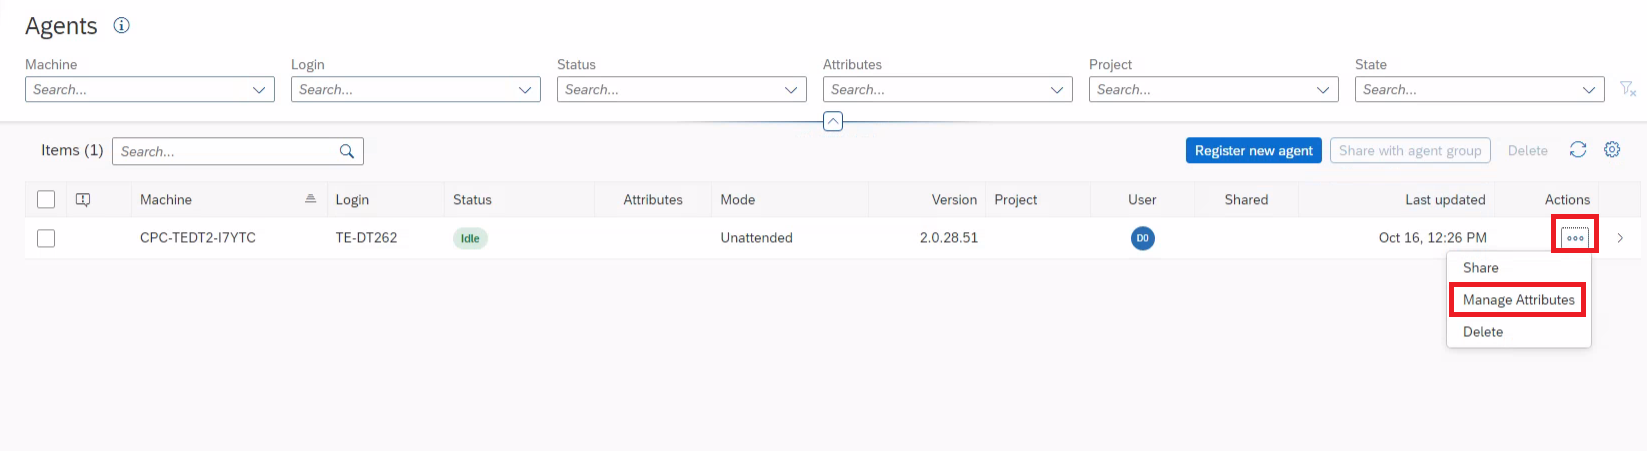 Agents
Machine Login Status Attributes Project State
Search... Search... Search... Search... Search... Search...
Items (1) Search... Register new agent Share with agent group Delete
Machine Login Status Attributes Mode Version Project User Shared Last updated Actions
CPC-TEDT2-I7YTC TE-DT262 Idle Unattended 2.0.28.51 D0 Oct 16, 12:26 PM
Share
Manage Attributes
Delete